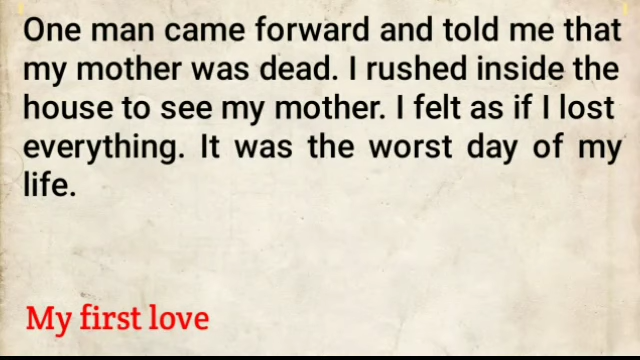 One man came forward and told me that
my mother was dead. I rushed inside the
house to see my mother. I felt as if I lost
everything. It was the worst day of my
life.
My first love